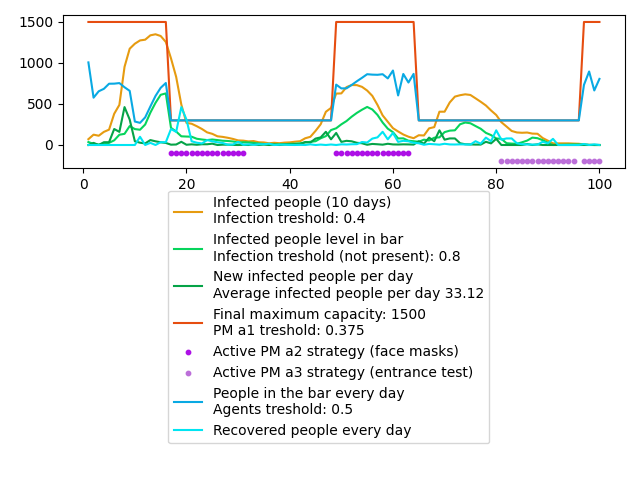 1500
1000
500
0
0 20 40 60 80 100
Infected people (10 days)
Infection treshold: 0.4
Infected people level in bar
Infection treshold (not present): 0.8
New infected people per day
Average infected people per day 33.12
Final maximum capacity: 1500
PM a1 treshold: 0.375
Active PM a2 strategy (face masks)
Active PM a3 strategy (entrance test)
People in the bar every day
Agents treshold: 0.5
Recovered people every day